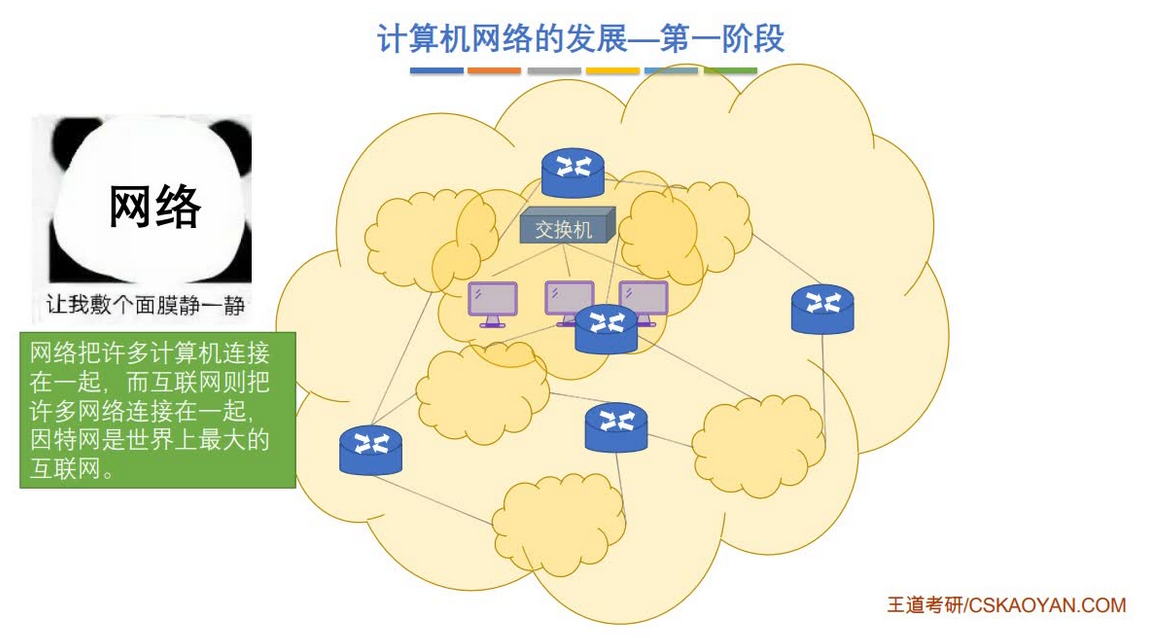 计算机网络的发展—第一阶段
网络
让我敷个面膜静一静
交换机
网络把许多计算机连接
在一起，而互联网则把
许多网络连接在一起，
因特网是世界上最大的
互联网。
王道考研/CSKAOYAN.COM